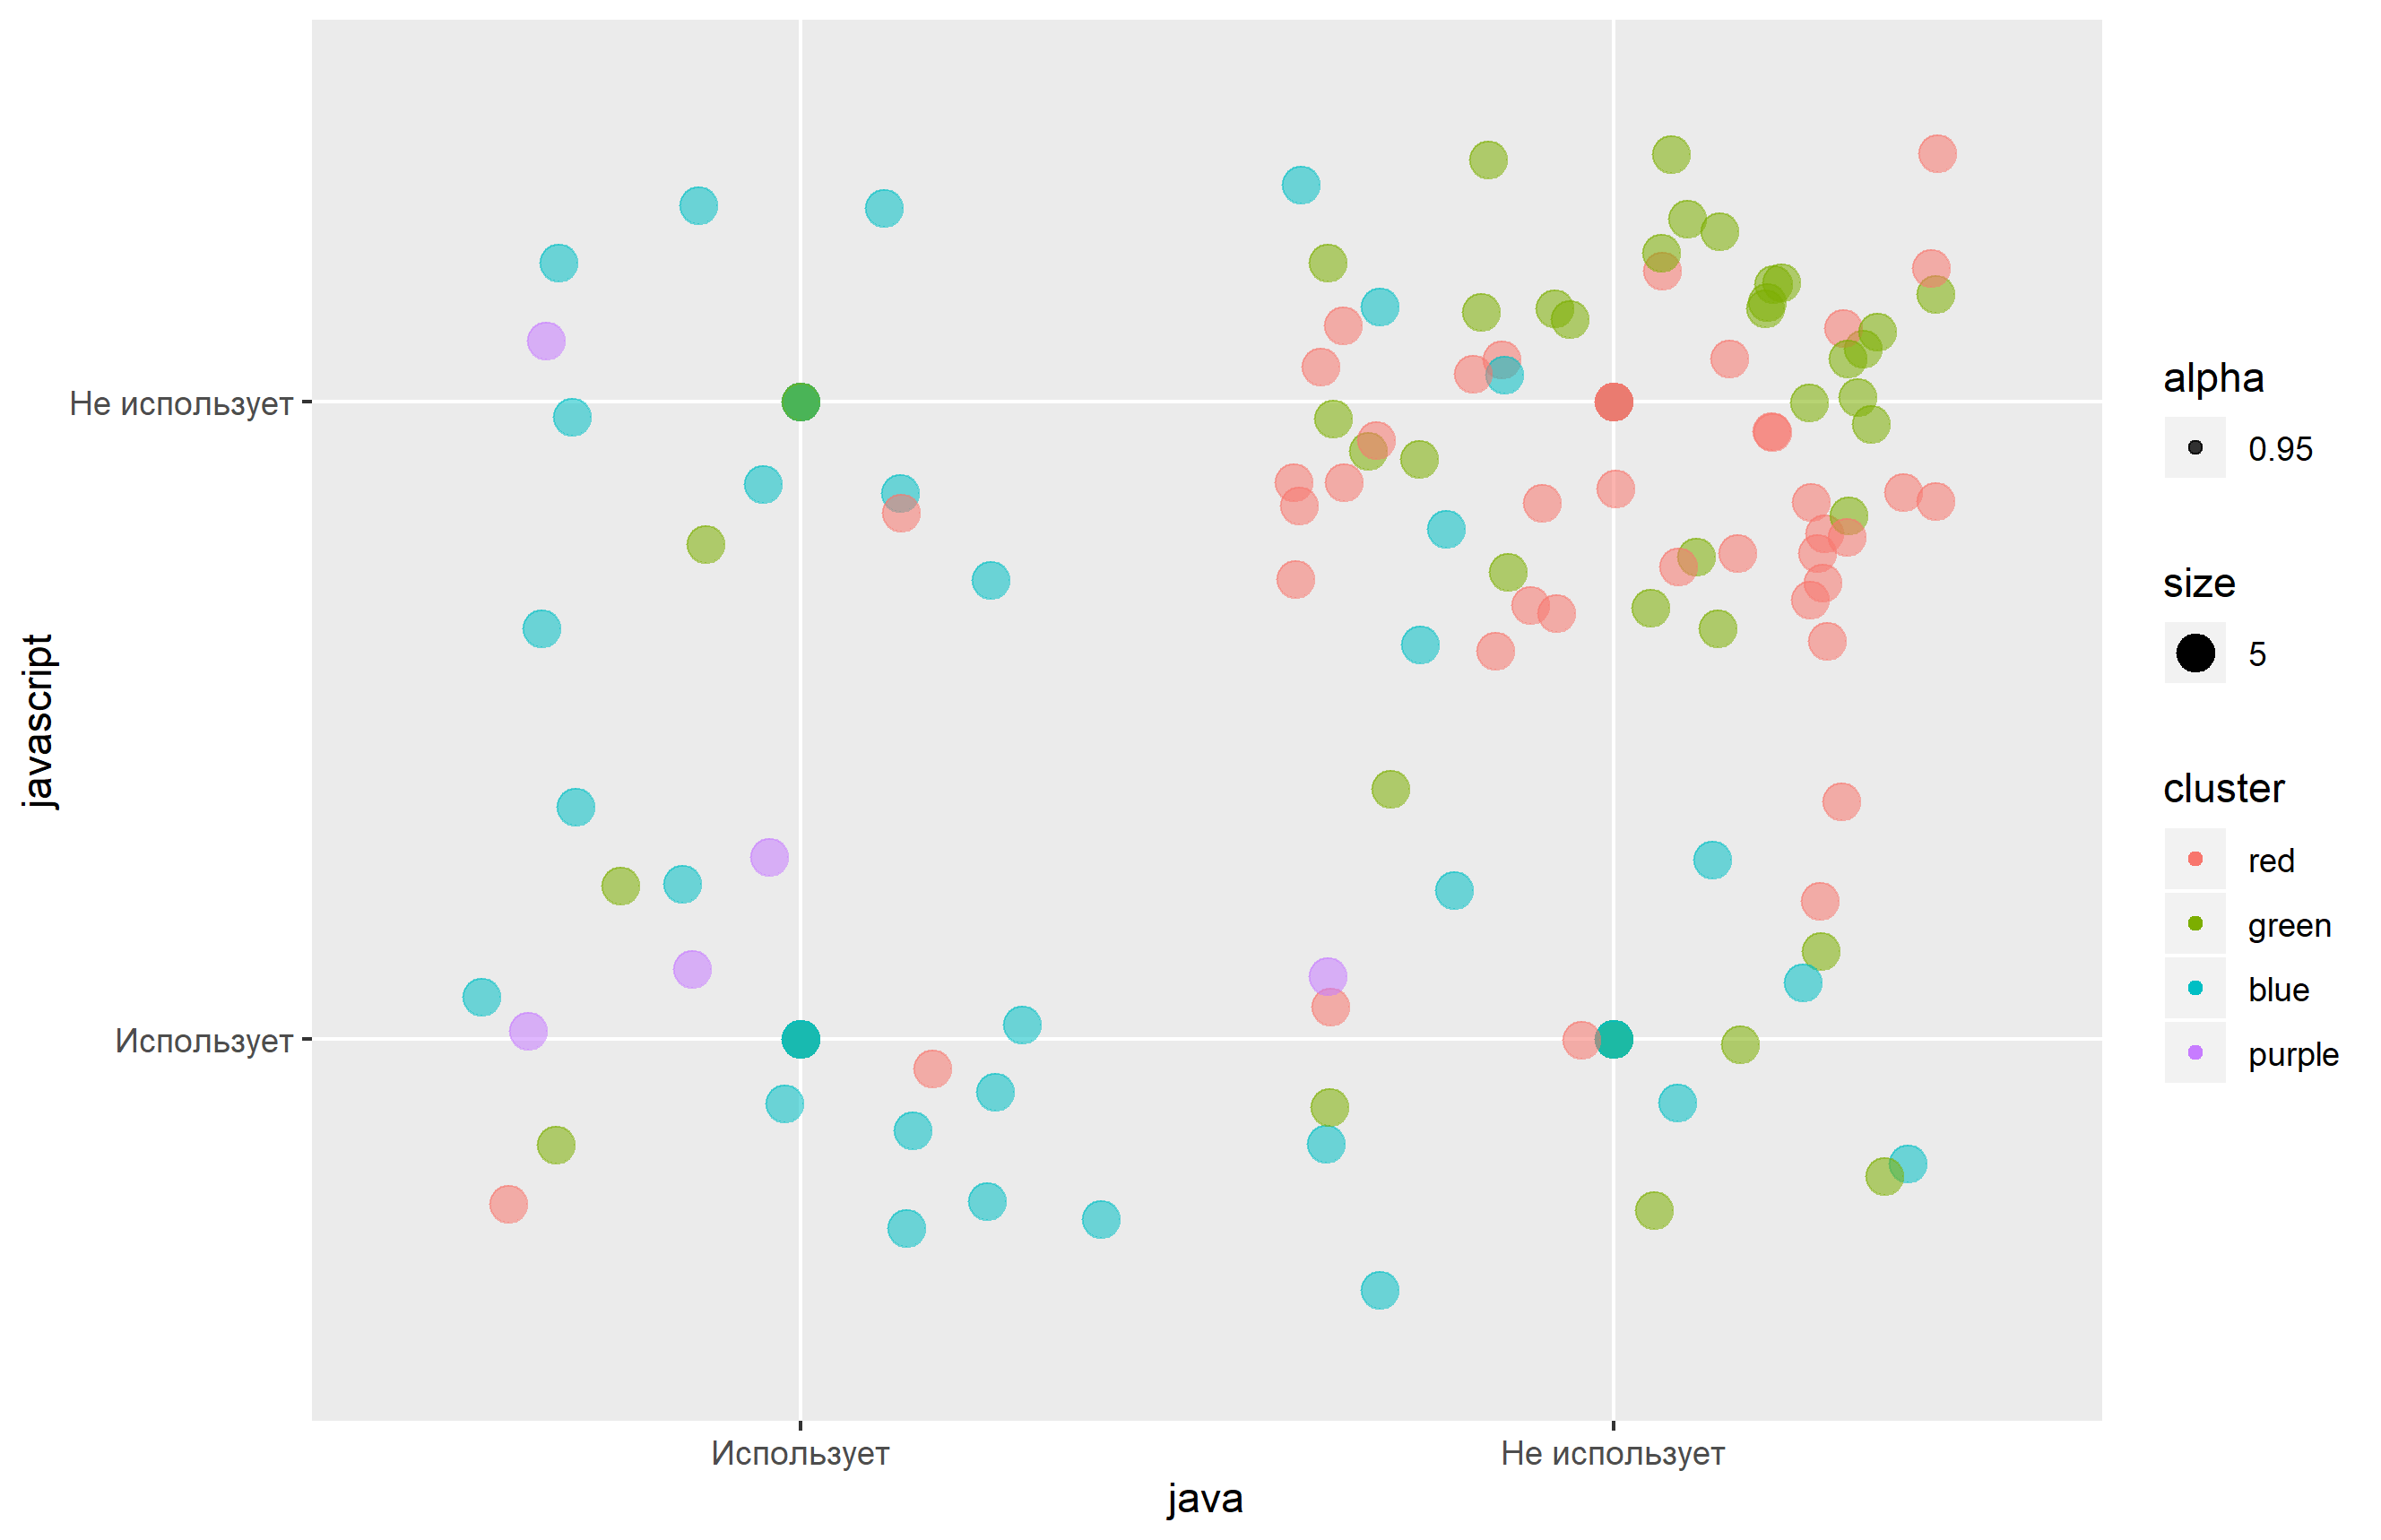 javascript
Не использует
Использует
Использует
Не использует
java
alpha
0.95
size
5
cluster
red
green
blue
purple